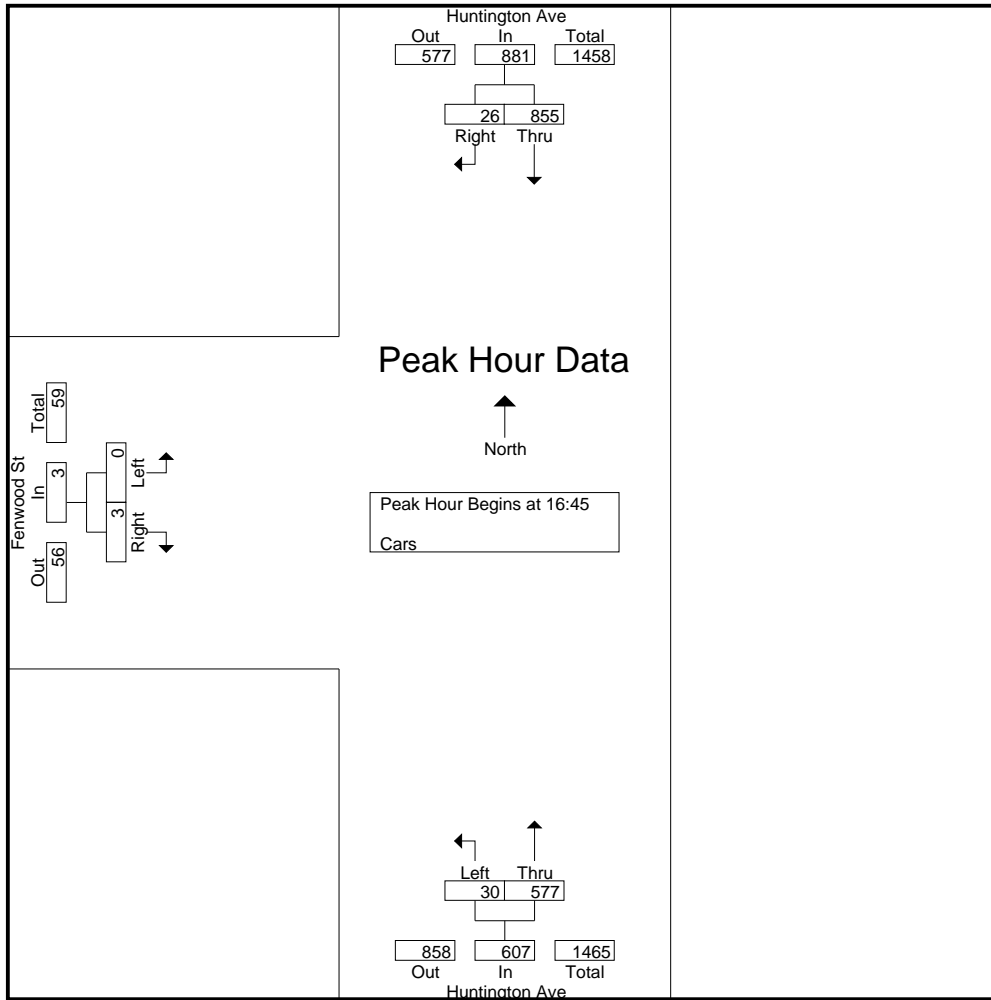 Huntington Ave
Out In Total
577 881 1458
26 855
Right Thru
Peak Hour Data
North
Peak Hour Begins at 16:45
Cars
Fenwood St
Out In Total
56 3 59
3 0
Right Left
Left Thru
30 577
858 607 1465
Out In Total
Huntington Ave